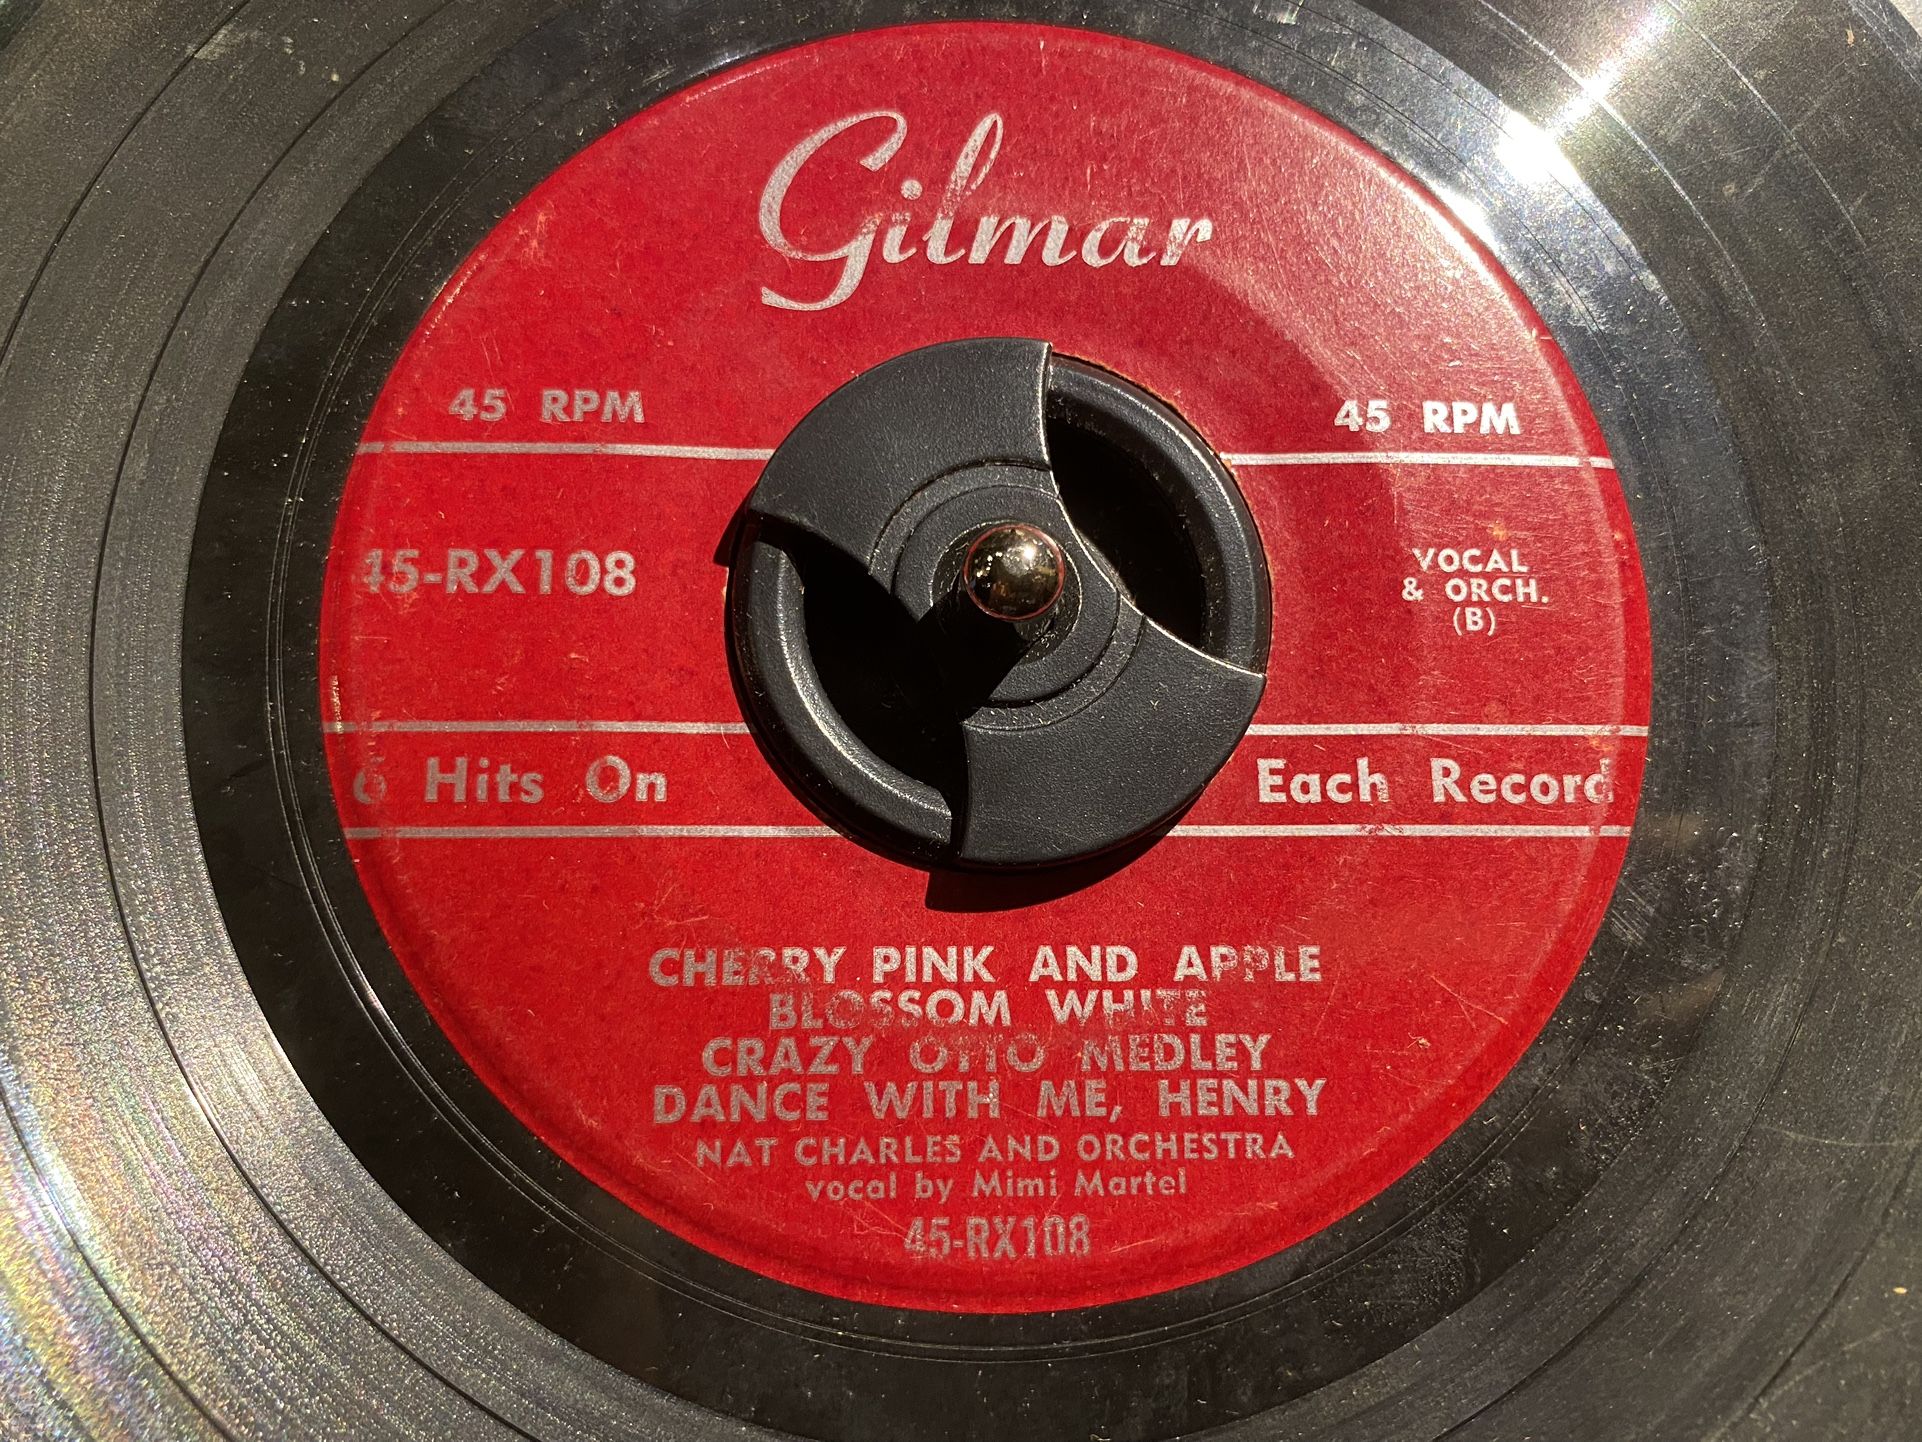 Gilmar
45 RPM 45 RPM
45-RX108
VOCAL
& ORCH.
(B)
6 Hits On Each Record
CHERRY PINK AND APPLE
BLOSSOM WHITE
CRAZY OTTO MEDLEY
DANCE WITH ME, HENRY
NAT CHARLES AND ORCHESTRA
vocal by Mimi Martel
45-RX108